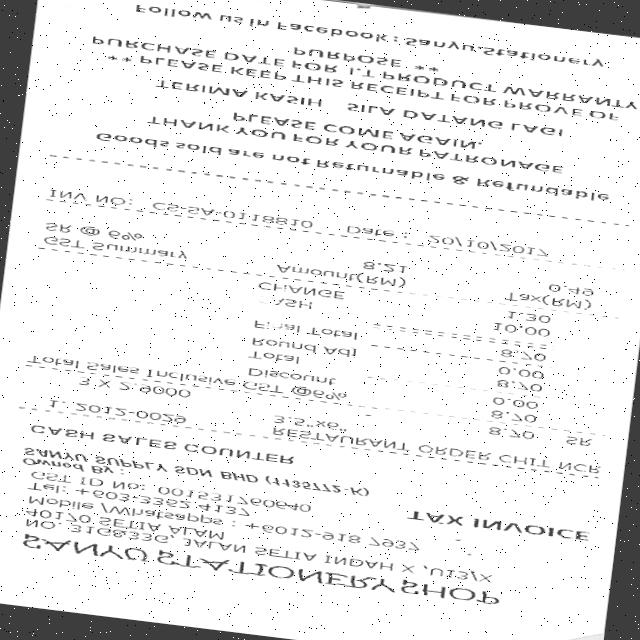 SANYU STATIONERY SHOP
NO. 31G&33G, JALAN SETIA INDAH X ,U13/X
40170 SETIA ALAM
Mobile /Whatsapps : +6012-918 7937
Tel: +603-3362 4137
GST ID No: 001531760640
TAX INVOICE
Owned By :
SANYU SUPPLY SDN BHD (1135772-K)
CASH SALES COUNTER
1. 2012-0029 RESTAURANT ORDER CHIT NCR
3.5"x6"
3 X 2.9000 8.70 SR
Total Sales Inclusive GST @6% 8.70
Discount 0.00
Total 8.70
Round Adj 0.00
Final Total 8.70
CASH 10.00
CHANGE 1.30
GST Summary Amount(RM) Tax(RM)
SR @ 6% 8.21 0.49
INV NO: CS-SA-0118810 Date : 20/10/2017
Goods sold are not Returnable & Refundable
THANK YOU FOR YOUR PATRONAGE
PLEASE COME AGAIN.
TERIMA KASIH SILA DATANG LAGI
** PLEASE KEEP THIS RECEIPT FOR PROVE OF
PURCHASE DATE FOR I.T PRODUCT WARRANTY
PURPOSE **
Follow us in Facebook : Sanyu.Stationery